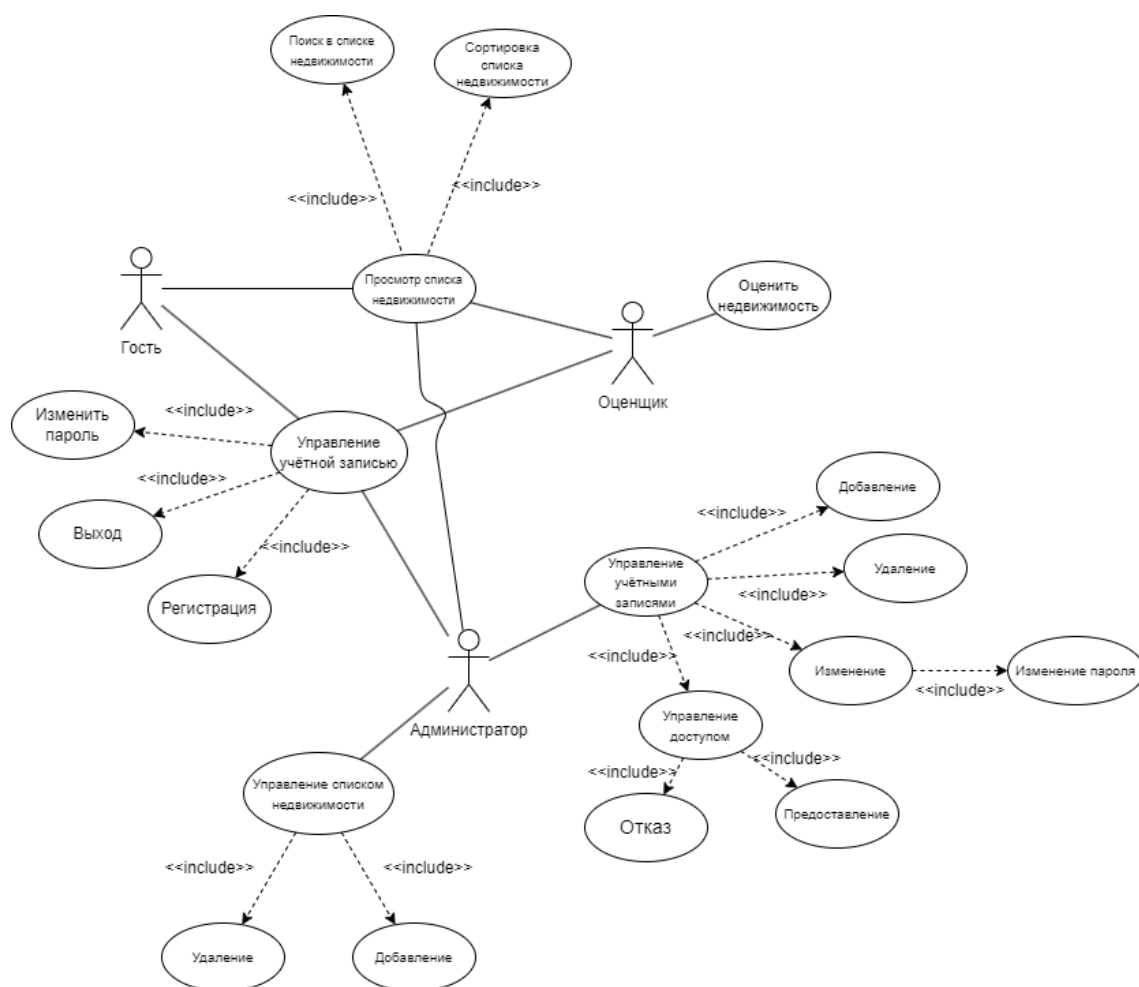 Поиск в списке
недвижимости
Сортировка
списка
недвижимости
<<include>>
<<include>>
Гость
Просмотр списка
недвижимости
Оценить
недвижимость
Оценщик
Изменить
пароль
<<include>>
Управление
учётной записью
<<include>>
Выход
<<include>>
Регистрация
Добавление
<<include>>
Управление
учётными
записями
Удаление
<<include>>
<<include>>
Изменение
<<include>>
Изменение пароля
<<include>>
Администратор
Управление
доступом
<<include>>
<<include>>
Отказ
Предоставление
Управление списком
недвижимости
<<include>>
<<include>>
Удаление
Добавление